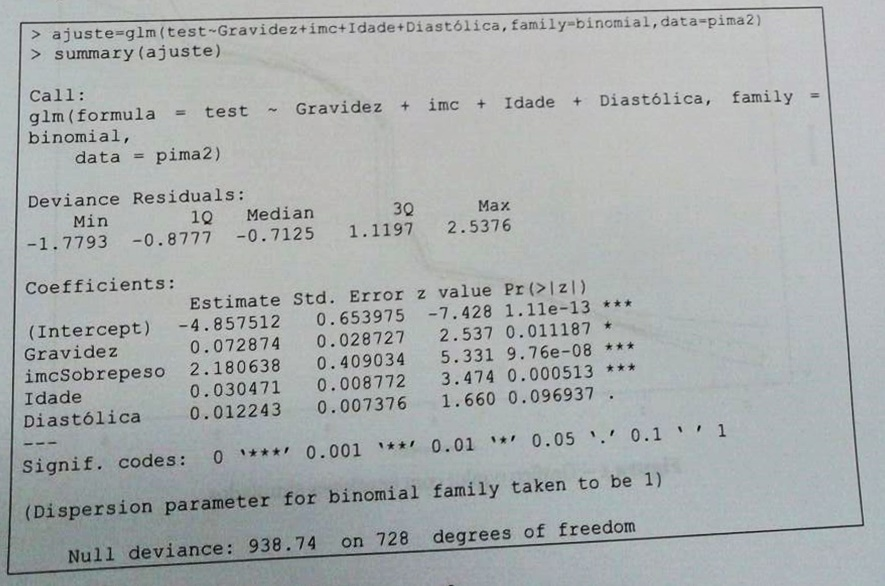 > ajuste=glm(test~Gravidez+imc+Idade+Diastólica,family=binomial,data=pima2)
> summary(ajuste)
Call:
glm(formula = test ~ Gravidez + imc + Idade + Diastólica, family =
binomial,
data = pima2)
Deviance Residuals:
Min 1Q Median 3Q Max
-1.7793 -0.8777 -0.7125 1.1197 2.5376
Coefficients:
Estimate Std. Error z value Pr(>|z|)
(Intercept) -4.857512 0.653975 -7.428 1.11e-13 ***
Gravidez 0.072874 0.028727 2.537 0.011187 *
imcSobrepeso 2.180638 0.409034 5.331 9.76e-08 ***
Idade 0.030471 0.008772 3.474 0.000513 ***
Diastólica 0.012243 0.007376 1.660 0.096937 .
---
Signif. codes: 0 '***' 0.001 '**' 0.01 '*' 0.05 '.' 0.1 ' ' 1
(Dispersion parameter for binomial family taken to be 1)
Null deviance: 938.74 on 728 degrees of freedom